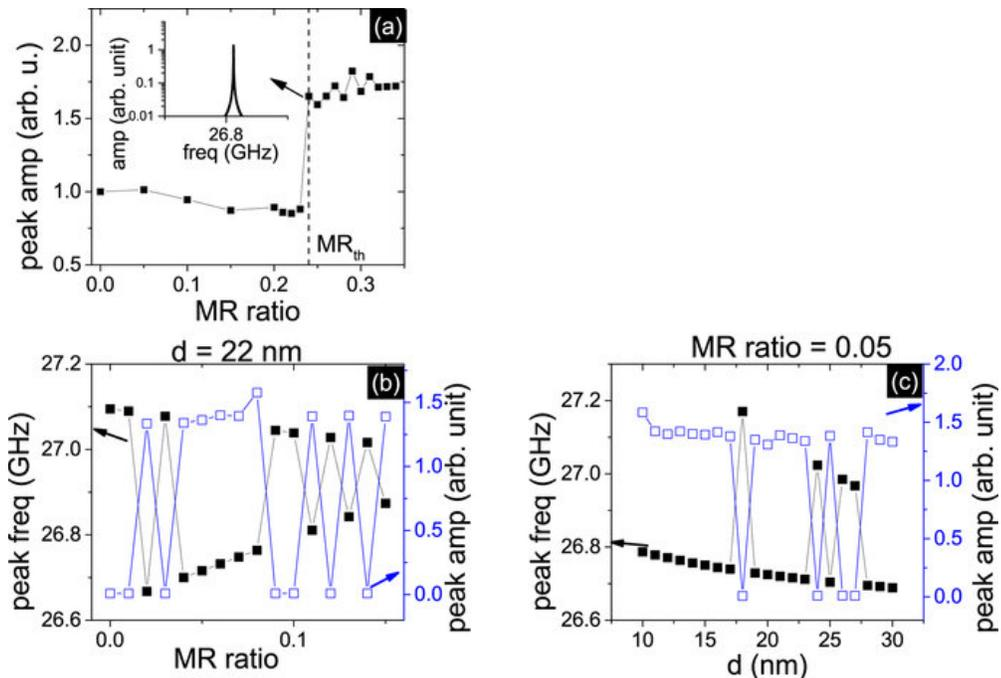 (a)
2.0
1.5
1.0
0.5
peak amp (arb. u.)
1
0.1
0.01
amp (arb. unit)
26.8
freq (GHz)
MR_th
0.0 0.1 0.2 0.3
MR ratio
d = 22 nm
(b)
27.2
27.0
26.8
26.6
peak freq (GHz)
1.5
1.0
0.5
0.0
peak amp (arb. unit)
0.0 0.1
MR ratio
MR ratio = 0.05
(c)
27.2
27.0
26.8
26.6
peak freq (GHz)
2.0
1.5
1.0
0.5
0.0
peak amp (arb. unit)
10 15 20 25 30
d (nm)